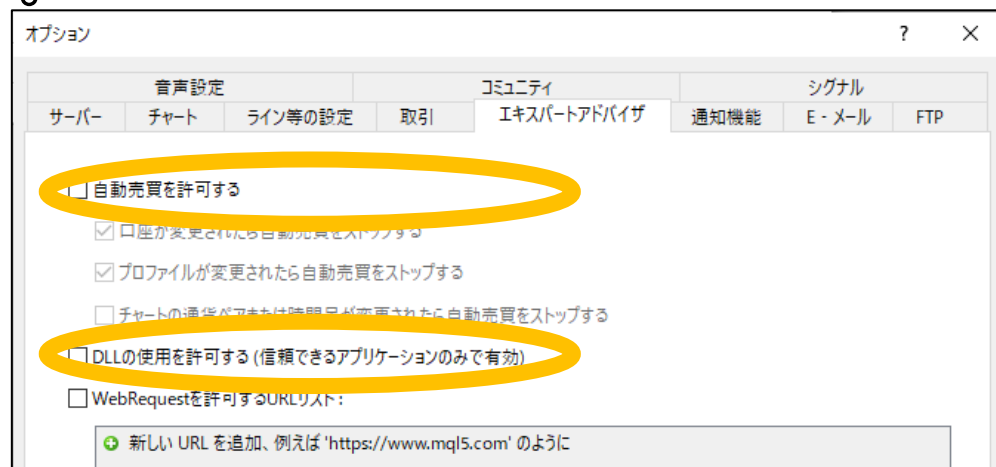 オプション
? ×
音声設定 コミュニティ シグナル
サーバー チャート ライン等の設定 取引 エキスパートアドバイザ 通知機能 E - メール FTP
自動売買を許可する
口座が変更されたら自動売買をストップする
プロファイルが変更されたら自動売買をストップする
チャートの通貨ペアまたは時間足が変更されたら自動売買をストップする
DLLの使用を許可する (信頼できるアプリケーションのみで有効)
WebRequestを許可するURLリスト:
新しい URL を追加、例えば 'https://www.mql5.com' のように